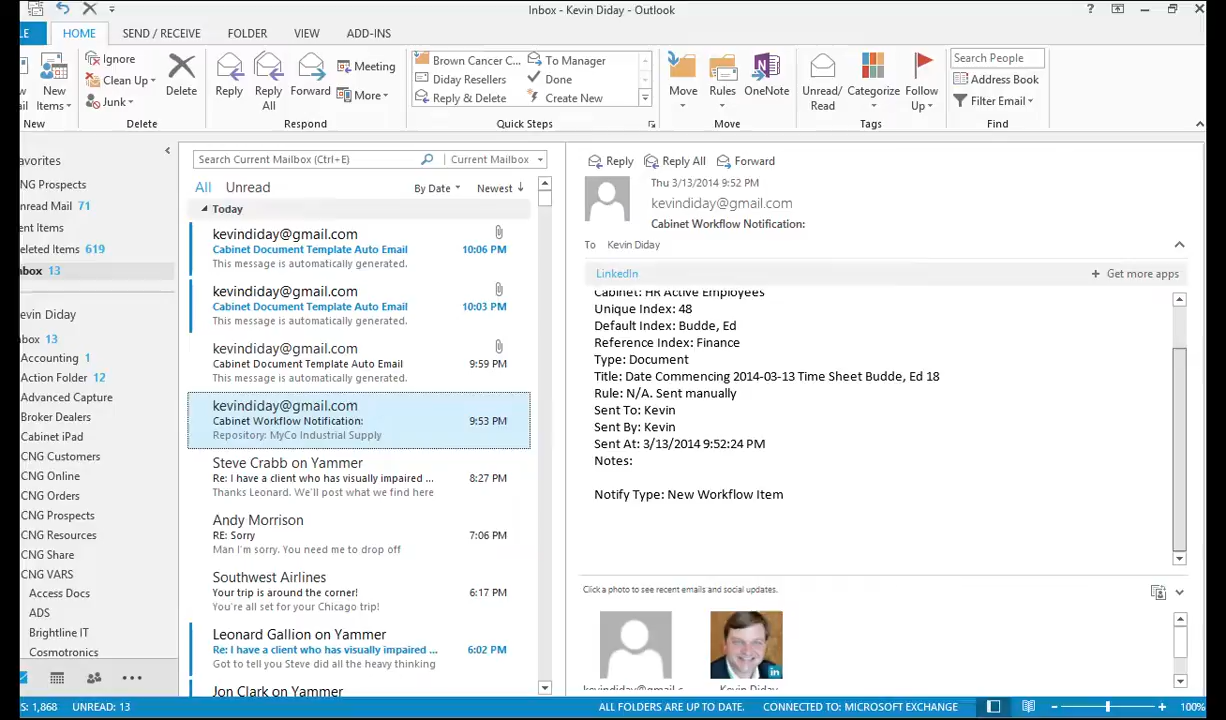 Inbox - Kevin Diday - Outlook
?
LE
HOME
SEND / RECEIVE
FOLDER
VIEW
ADD-INS
w
ail
New
Items
New
Ignore
Clean Up
Junk
Delete
Delete
Reply
Reply
All
Forward
Meeting
More
Respond
Brown Cancer C...
Diday Resellers
Reply & Delete
To Manager
Done
Create New
Quick Steps
Move
Rules
OneNote
Move
Unread/
Read
Categorize
Follow
Up
Tags
Search People
Address Book
Filter Email
Find
avorites
NG Prospects
nread Mail 71
ent Items
eleted Items 619
nbox 13
evin Diday
nbox 13
Accounting 1
Action Folder 12
Advanced Capture
Broker Dealers
Cabinet iPad
CNG Customers
CNG Online
CNG Orders
CNG Prospects
CNG Resources
CNG Share
CNG VARS
Access Docs
ADS
Brightline IT
Cosmotronics
Search Current Mailbox (Ctrl+E)
Current Mailbox
All Unread
By Date Newest
Today
kevindiday@gmail.com
Cabinet Document Template Auto Email 10:06 PM
This message is automatically generated.
kevindiday@gmail.com
Cabinet Document Template Auto Email 10:03 PM
This message is automatically generated.
kevindiday@gmail.com
Cabinet Document Template Auto Email 9:59 PM
This message is automatically generated.
kevindiday@gmail.com
Cabinet Workflow Notification: 9:53 PM
Repository: MyCo Industrial Supply
Steve Crabb on Yammer
Re: I have a client who has visually impaired ... 8:27 PM
Thanks Leonard. We'll post what we find here
Andy Morrison
RE: Sorry 7:06 PM
Man I'm sorry. You need me to drop off
Southwest Airlines
Your trip is around the corner! 6:17 PM
You're all set for your Chicago trip!
Leonard Gallion on Yammer
Re: I have a client who has visually impaired ... 6:02 PM
Got to tell you Steve did all the heavy thinking
Jon Clark on Yammer
Reply Reply All Forward
Thu 3/13/2014 9:52 PM
kevindiday@gmail.com
Cabinet Workflow Notification:
To Kevin Diday
LinkedIn
+ Get more apps
Cabinet: HR Active Employees
Unique Index: 48
Default Index: Budde, Ed
Reference Index: Finance
Type: Document
Title: Date Commencing 2014-03-13 Time Sheet Budde, Ed 18
Rule: N/A. Sent manually
Sent To: Kevin
Sent By: Kevin
Sent At: 3/13/2014 9:52:24 PM
Notes:
Notify Type: New Workflow Item
Click a photo to see recent emails and social updates.
in
kevindiday@gmail.c
Kevin Diday
S: 1,868 UNREAD: 13
ALL FOLDERS ARE UP TO DATE. CONNECTED TO: MICROSOFT EXCHANGE
100%